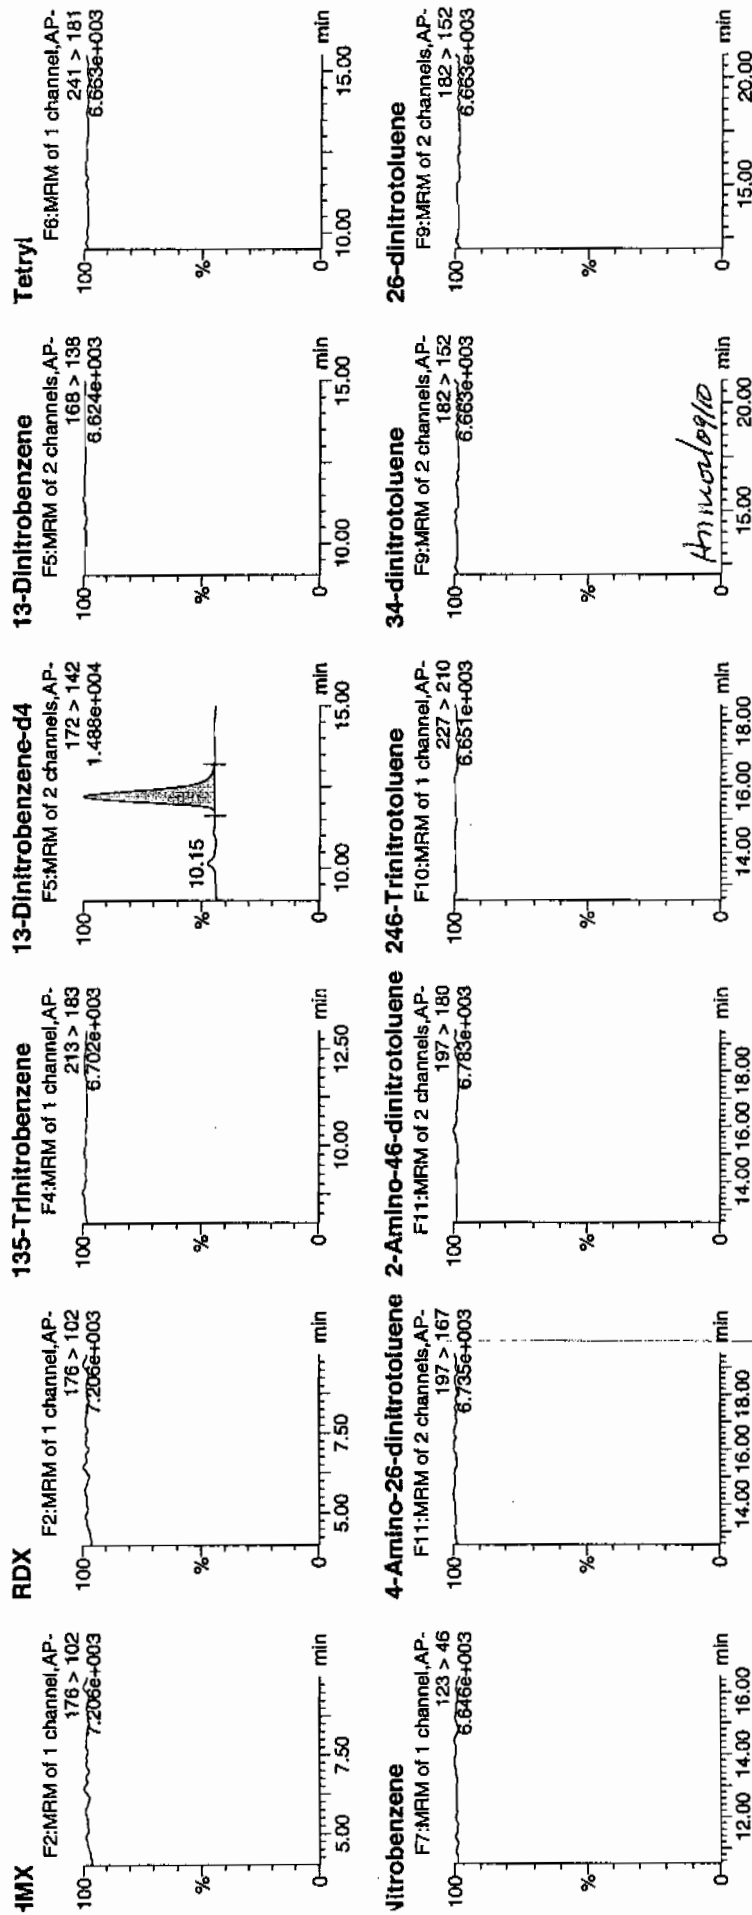 HMX
F2:MRM of 1 channel,AP-
176 > 102
7.206e+003
100
%
0
5.00
7.50
min
RDX
F2:MRM of 1 channel,AP-
176 > 102
7.206e+003
100
%
0
5.00
7.50
min
135-Trinitrobenzene
F4:MRM of 1 channel,AP-
213 > 183
6.702e+003
100
%
0
10.00
12.50
min
13-Dinitrobenzene-d4
F5:MRM of 2 channels,AP-
172 > 142
1.488e+004
100
10.15
%
0
10.00
15.00
min
13-Dinitrobenzene
F5:MRM of 2 channels,AP-
168 > 138
6.624e+003
100
%
0
10.00
15.00
min
Tetryl
F6:MRM of 1 channel,AP-
241 > 181
6.663e+003
100
%
0
10.00
15.00
min
Nitrobenzene
F7:MRM of 1 channel,AP-
123 > 46
6.646e+003
100
%
0
12.00
14.00
16.00
min
4-Amino-26-dinitrotoluene
F11:MRM of 2 channels,AP-
197 > 167
6.735e+003
100
%
0
14.00
16.00
18.00
min
2-Amino-46-dinitrotoluene
F11:MRM of 2 channels,AP-
197 > 180
6.783e+003
100
%
0
14.00
16.00
18.00
min
246-Trinitrotoluene
F10:MRM of 1 channel,AP-
227 > 210
6.651e+003
100
%
0
14.00
16.00
18.00
min
34-dinitrotoluene
F9:MRM of 2 channels,AP-
182 > 152
6.663e+003
100
%
0
15.00
20.00
min
26-dinitrotoluene
F9:MRM of 2 channels,AP-
182 > 152
6.663e+003
100
%
0
15.00
20.00
min